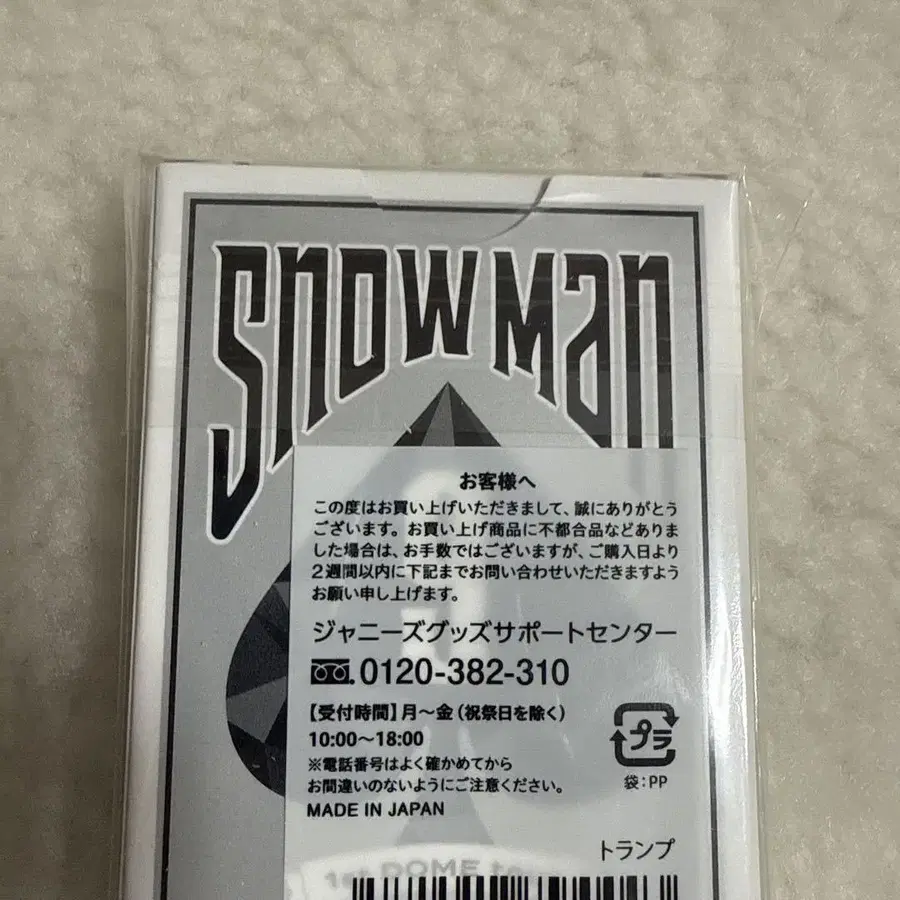 Snow Man
お客様へ
この度はお買い上げいただきまして、誠にありがとう
ございます。お買い上げ商品に不都合品などありま
した場合は、お手数ではございますが、ご購入日より
2週間以内に下記までお問い合わせいただきますよう
お願い申し上げます。
ジャニーズグッズサポートセンター
0120-382-310
【受付時間】月〜金(祝祭日を除く)
10:00〜18:00
※電話番号はよく確かめてから
お間違いのないようにご注意ください。
MADE IN JAPAN
プラ
袋:PP
トランプ
1st DOME